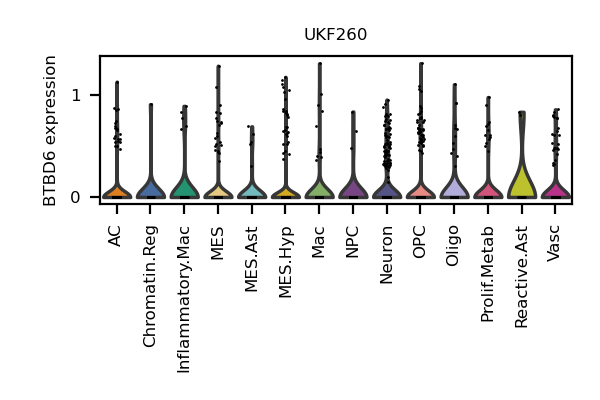 UKF260
BTBD6 expression
1
0
AC
Chromatin.Reg
Inflammatory.Mac
MES
MES.Ast
MES.Hyp
Mac
NPC
Neuron
OPC
Oligo
Prolif.Metab
Reactive.Ast
Vasc